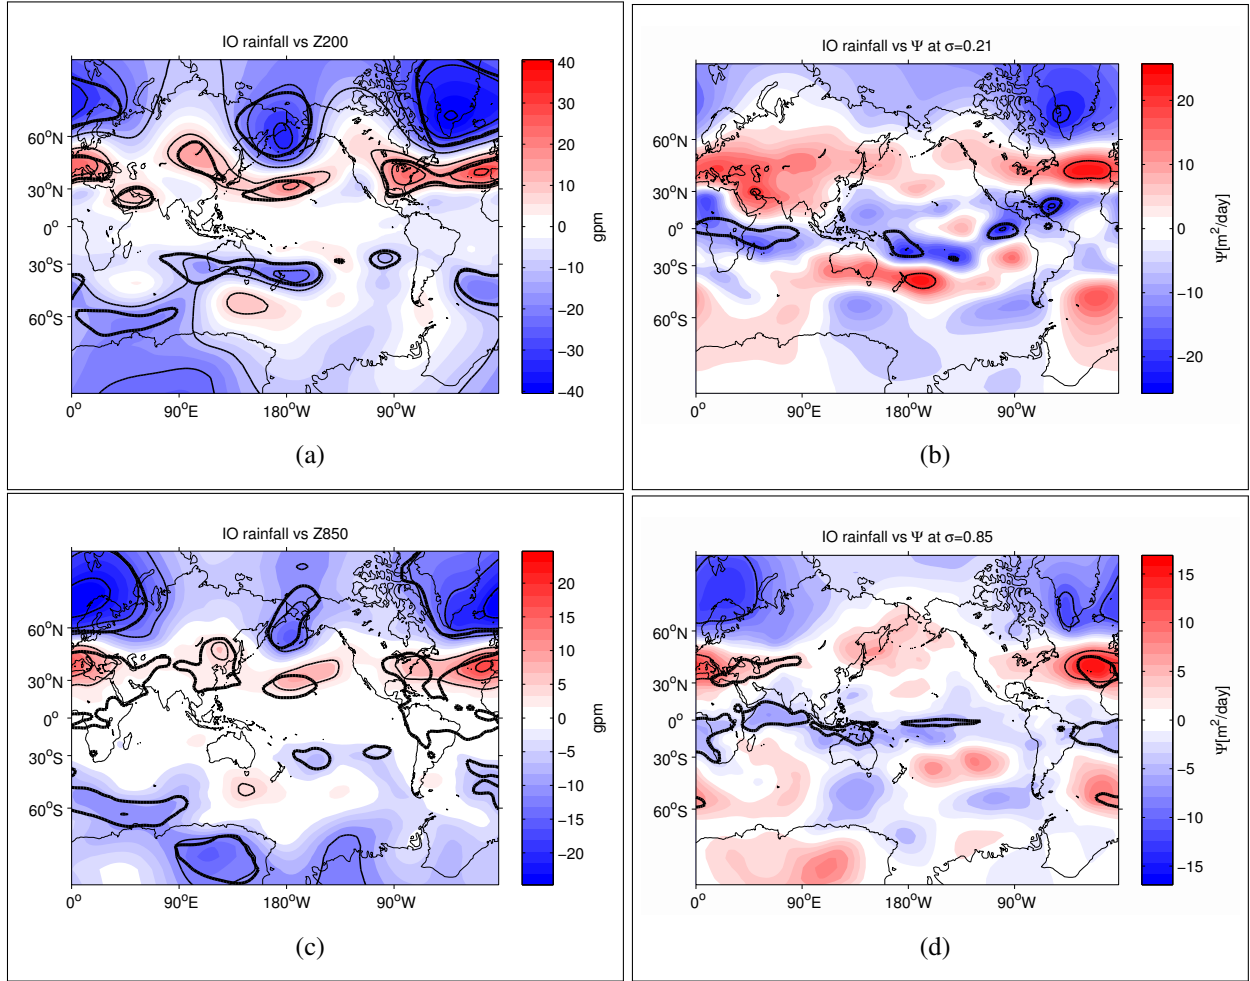 IO rainfall vs Z200
60°N
30°N
0°
30°S
60°S
0°
90°E
180°W
90°W
40
30
20
10
0
−10
−20
−30
−40
gpm
(a)
IO rainfall vs Ψ at σ=0.21
60°N
30°N
0°
30°S
60°S
0°
90°E
180°W
90°W
20
10
0
−10
−20
Ψ[m²/day]
(b)
IO rainfall vs Z850
60°N
30°N
0°
30°S
60°S
0°
90°E
180°W
90°W
20
15
10
5
0
−5
−10
−15
−20
gpm
(c)
IO rainfall vs Ψ at σ=0.85
60°N
30°N
0°
30°S
60°S
0°
90°E
180°W
90°W
15
10
5
0
−5
−10
−15
Ψ[m²/day]
(d)